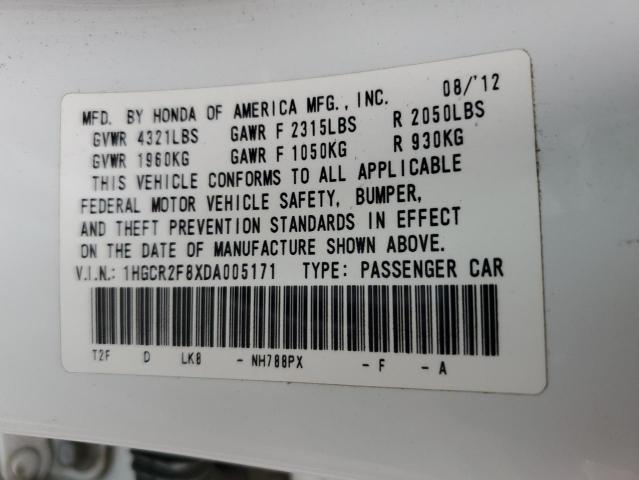 MFD. BY HONDA OF AMERICA MFG., INC. 08/'12
GVWR 4321LBS GAWR F 2315LBS R 2050LBS
GVWR 1960KG GAWR F 1050KG R 930KG
THIS VEHICLE CONFORMS TO ALL APPLICABLE
FEDERAL MOTOR VEHICLE SAFETY, BUMPER,
AND THEFT PREVENTION STANDARDS IN EFFECT
ON THE DATE OF MANUFACTURE SHOWN ABOVE.
V.I.N.: 1HGCR2F8XDA005171 TYPE: PASSENGER CAR
T2F D LK8 - NH788PX - F - A